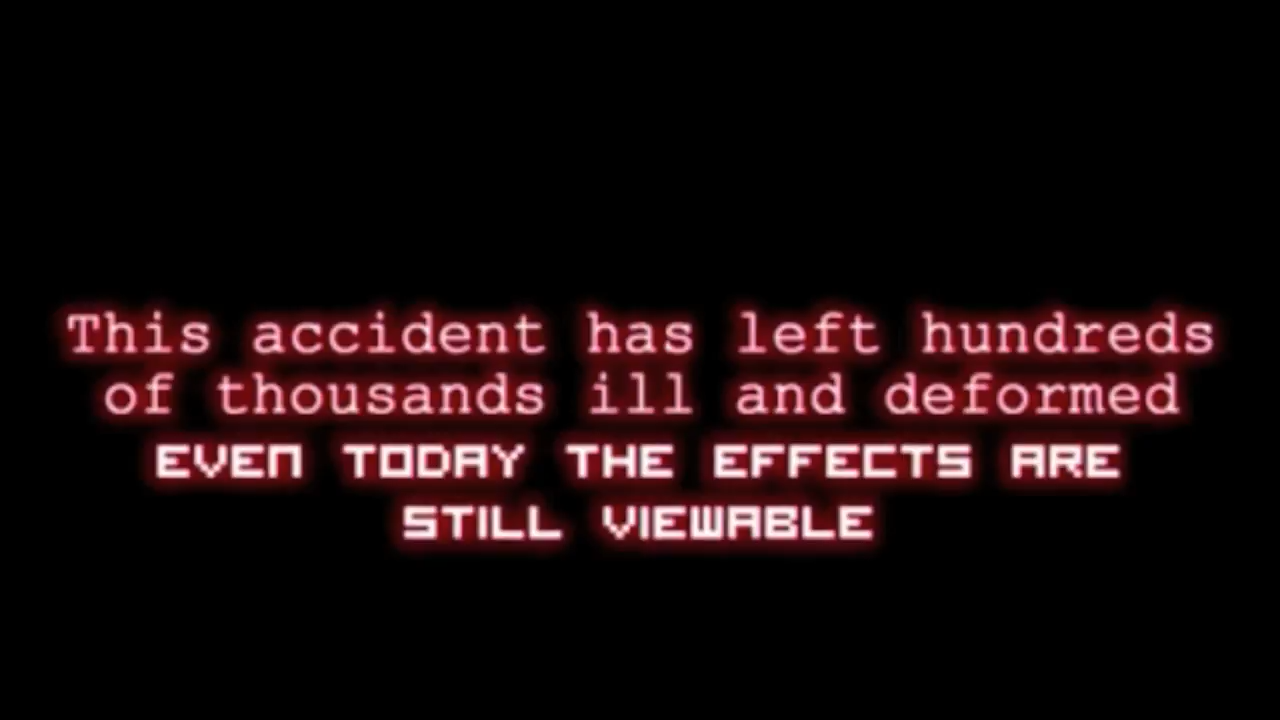 This accident has left hundreds
of thousands ill and deformed
EVEN TODAY THE EFFECTS ARE
STILL VIEWABLE